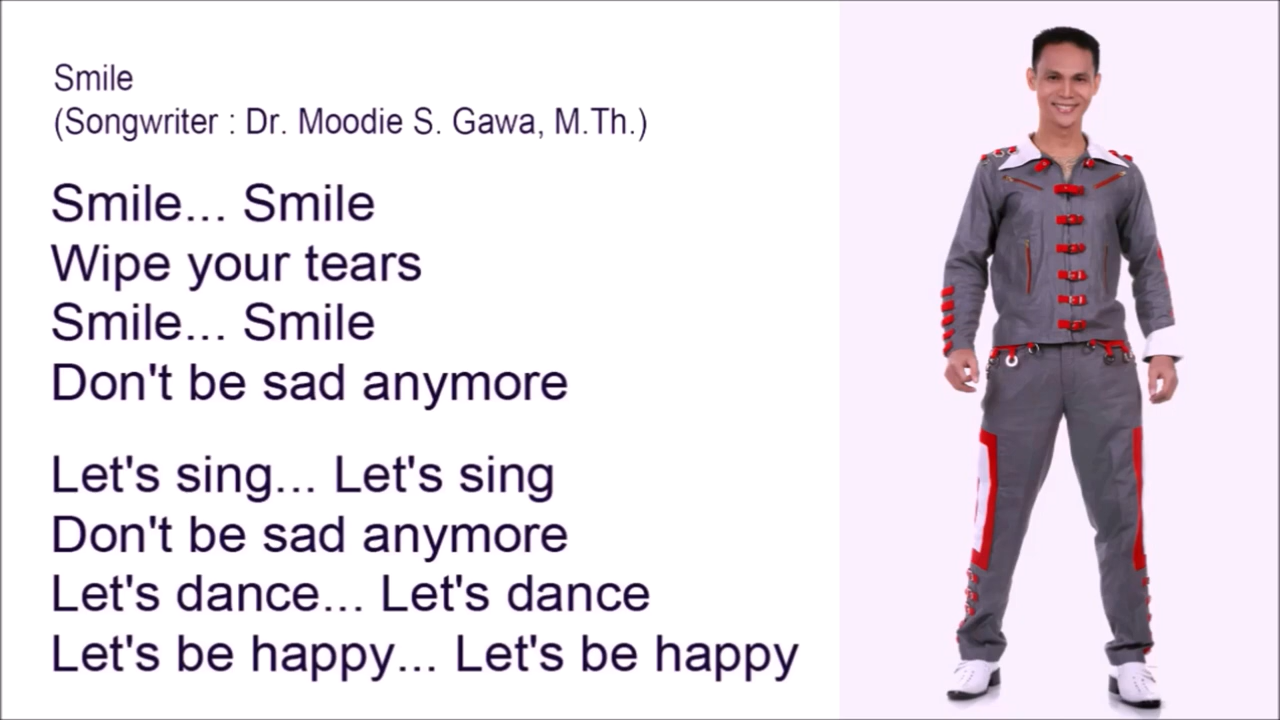 Smile
(Songwriter : Dr. Moodie S. Gawa, M.Th.)
Smile... Smile
Wipe your tears
Smile... Smile
Don't be sad anymore
Let's sing... Let's sing
Don't be sad anymore
Let's dance... Let's dance
Let's be happy... Let's be happy